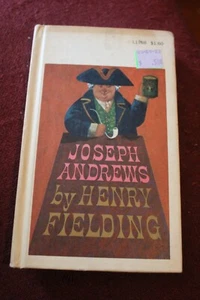 JOSEPH
ANDREWS
by HENRY
FIELDING